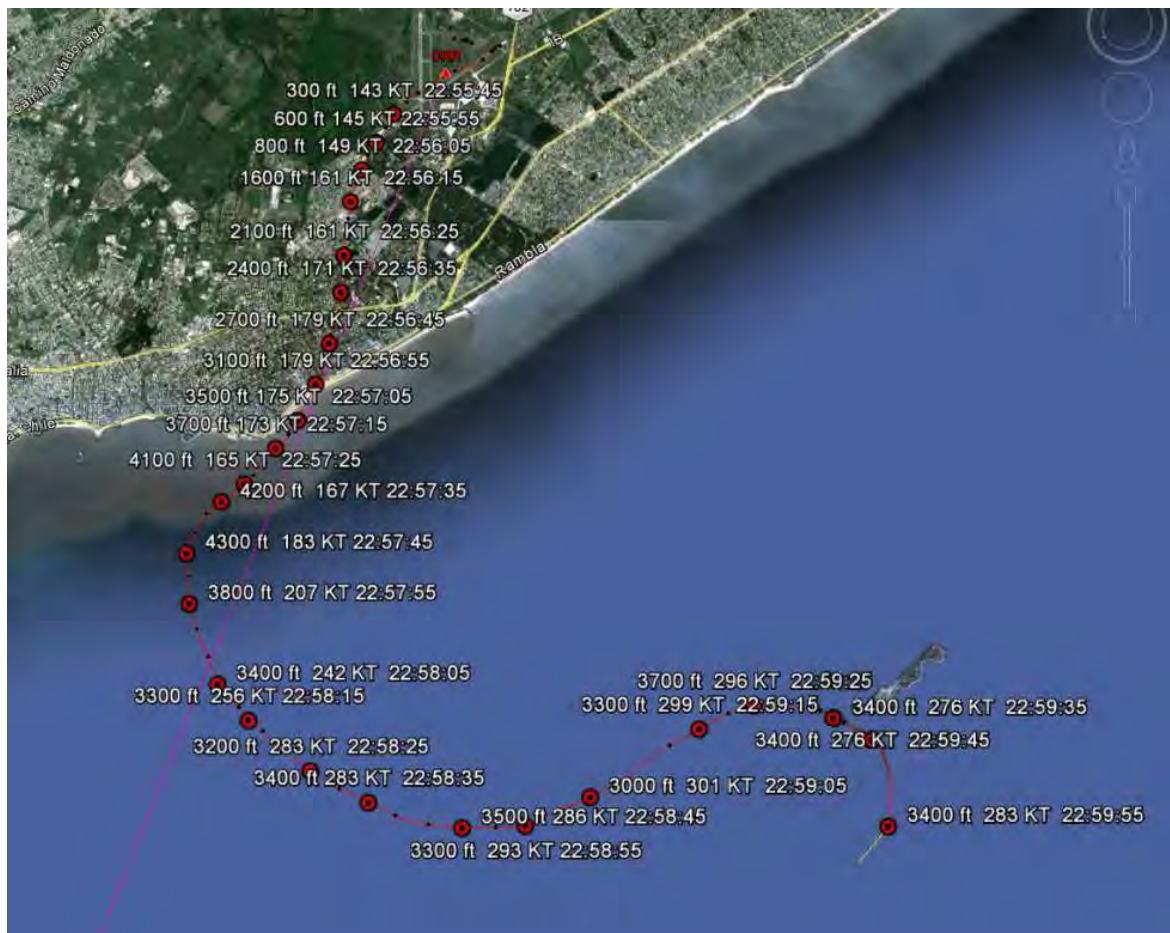 102
Camino Maldonado
300 ft 143 KT 22:55:45
600 ft 145 KT 22:55:55
800 ft 149 KT 22:56:05
1600 ft 161 KT 22:56:15
2100 ft 161 KT 22:56:25
2400 ft 171 KT 22:56:35
Rambla
2700 ft 179 KT 22:56:45
3100 ft 179 KT 22:56:55
alia
3500 ft 175 KT 22:57:05
3700 ft 173 KT 22:57:15
a Chile
4100 ft 165 KT 22:57:25
4200 ft 167 KT 22:57:35
4300 ft 183 KT 22:57:45
3800 ft 207 KT 22:57:55
3400 ft 242 KT 22:58:05
3300 ft 256 KT 22:58:15
3200 ft 283 KT 22:58:25
3400 ft 283 KT 22:58:35
3500 ft 286 KT 22:58:45
3300 ft 293 KT 22:58:55
3000 ft 301 KT 22:59:05
3300 ft 299 KT 22:59:15
3700 ft 296 KT 22:59:25
3400 ft 276 KT 22:59:35
3400 ft 276 KT 22:59:45
3400 ft 283 KT 22:59:55